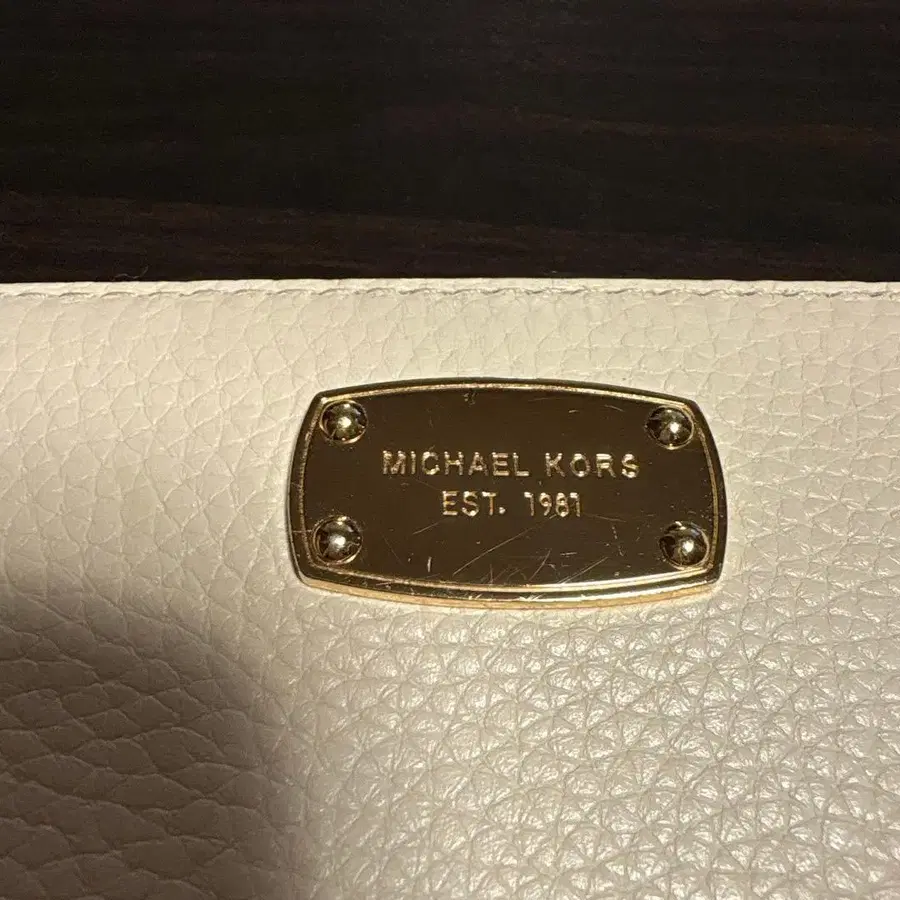 MICHAEL KORS
EST. 1981